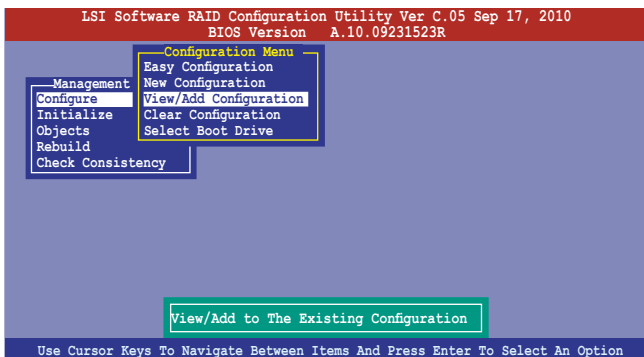 LSI Software RAID Configuration Utility Ver C.05 Sep 17, 2010
BIOS Version A.10.09231523R
Configuration Menu
Easy Configuration
New Configuration
View/Add Configuration
Clear Configuration
Select Boot Drive
Management
Configure
Initialize
Objects
Rebuild
Check Consistency
View/Add to The Existing Configuration
Use Cursor Keys To Navigate Between Items And Press Enter To Select An Option